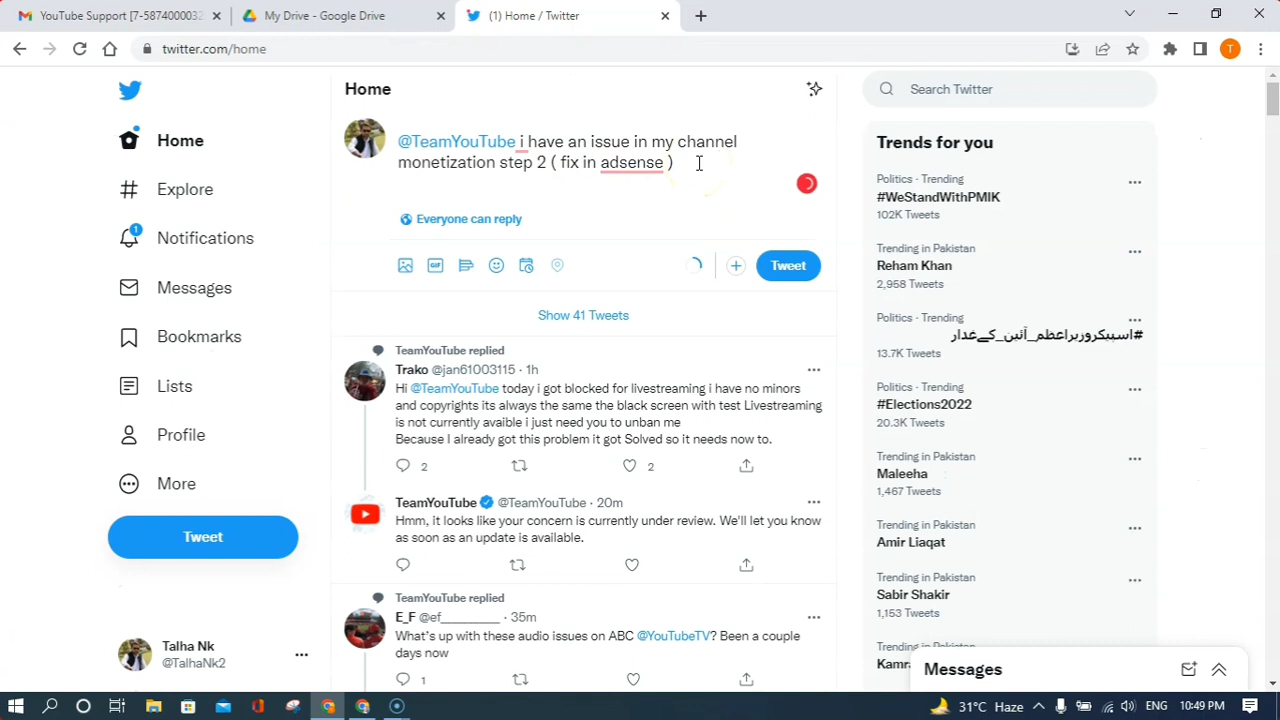 YouTube Support [7-5874000032
My Drive - Google Drive
(1) Home / Twitter
twitter.com/home
T
Home
Explore
1
Notifications
Messages
Bookmarks
Lists
Profile
More
Tweet
Talha Nk
@TalhaNk2
Home
@TeamYouTube i have an issue in my channel
monetization step 2 ( fix in adsense )
Everyone can reply
GIF
Tweet
Show 41 Tweets
TeamYouTube replied
Trako @jan61003115 · 1h
Hi @TeamYouTube today i got blocked for livestreaming i have no minors
and copyrights its always the same the black screen with test Livestreaming
is not currently avaible i just need you to unban me
Because I already got this problem it got Solved so it needs now to.
2
2
TeamYouTube @TeamYouTube · 20m
Hmm, it looks like your concern is currently under review. We'll let you know
as soon as an update is available.
TeamYouTube replied
E_F @ef__________ · 35m
What's up with these audio issues on ABC @YouTubeTV? Been a couple
days now
1
Search Twitter
Trends for you
Politics · Trending
#WeStandWithPMIK
102K Tweets
Trending in Pakistan
Reham Khan
2,958 Tweets
Politics · Trending
#اسپیکروزیراعظم_آئین_کےغدار
13.7K Tweets
Politics · Trending
#Elections2022
20.3K Tweets
Trending in Pakistan
Maleeha
1,467 Tweets
Trending in Pakistan
Amir Liaqat
Trending in Pakistan
Sabir Shakir
1,153 Tweets
Trending in Pakistan
Messages
31°C Haze
ENG
10:49 PM